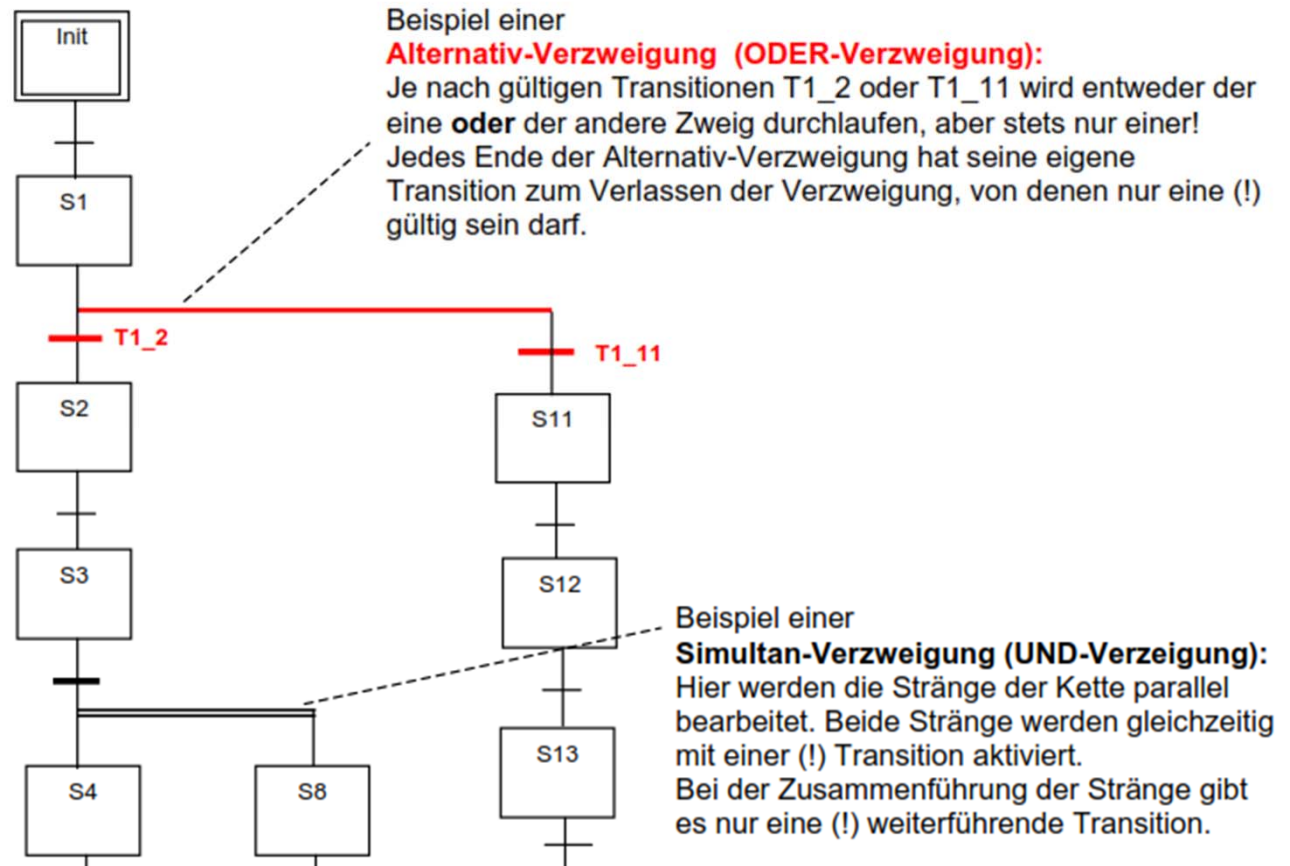 Init
Beispiel einer
Alternativ-Verzweigung (ODER-Verzweigung):
Je nach gültigen Transitionen T1_2 oder T1_11 wird entweder der
eine oder der andere Zweig durchlaufen, aber stets nur einer!
Jedes Ende der Alternativ-Verzweigung hat seine eigene
Transition zum Verlassen der Verzweigung, von denen nur eine (!)
gültig sein darf.
S1
T1_2
T1_11
S2
S11
S3
S12
Beispiel einer
Simultan-Verzweigung (UND-Verzeigung):
Hier werden die Stränge der Kette parallel
bearbeitet. Beide Stränge werden gleichzeitig
mit einer (!) Transition aktiviert.
Bei der Zusammenführung der Stränge gibt
es nur eine (!) weiterführende Transition.
S13
S4
S8